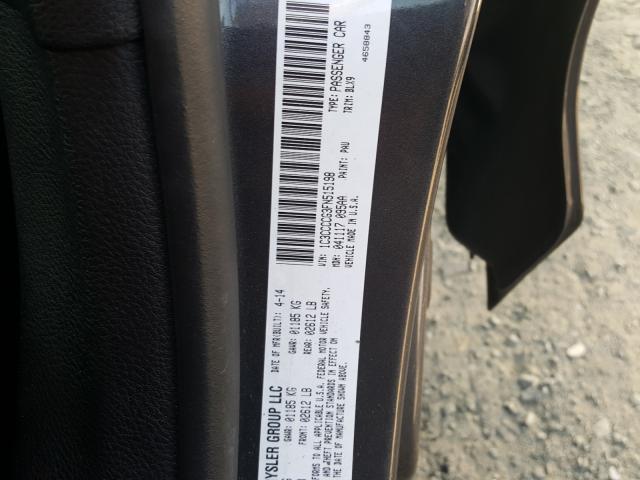 YSLER GROUP LLC
DATE OF MFR(BUILT): 4-14
GAWR: 01185 KG GAWR: 01185 KG
FRONT: 02612 LB REAR: 02612 LB
FORMS TO ALL APPLICABLE U.S.A. FEDERAL MOTOR VEHICLE SAFETY,
AND THEFT PREVENTION STANDARDS IN EFFECT ON
THE DATE OF MANUFACTURE SHOWN ABOVE.
VIN: 1C3CCCCG3FN515198
TYPE: PASSENGER CAR
MDH: 041117 095AA PAINT: PAU TRIM: BLX9
VEHICLE MADE IN U.S.A.
4658843